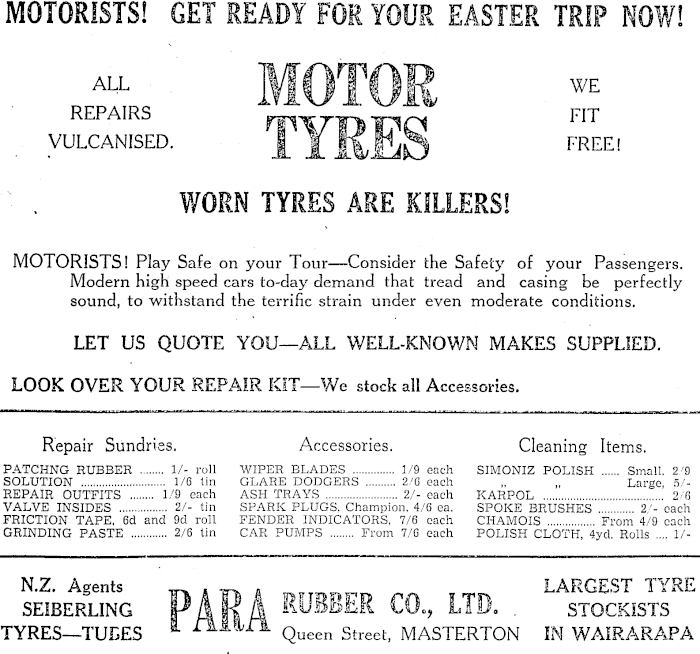 MOTORISTS! GET READY FOR YOUR EASTER TRIP NOW!
ALL
REPAIRS
VULCANISED.
MOTOR
TYRES
WE
FIT
FREE!
WORN TYRES ARE KILLERS!
MOTORISTS! Play Safe on your Tour—Consider the Safety of your Passengers.
Modern high speed cars to-day demand that tread and casing be perfectly
sound, to withstand the terrific strain under even moderate conditions.
LET US QUOTE YOU—ALL WELL-KNOWN MAKES SUPPLIED.
LOOK OVER YOUR REPAIR KIT—We stock all Accessories.
Repair Sundries.
PATCHNG RUBBER ....... 1/- roll
SOLUTION ............................ 1/6 tin
REPAIR OUTFITS ....... 1/9 each
VALVE INSIDES .............. 2/- tin
FRICTION TAPE, 6d and 9d roll
GRINDING PASTE ........... 2/6 tin
Accessories.
WIPER BLADES ............. 1/9 each
GLARE DODGERS ......... 2/6 each
ASH TRAYS ........................ 2/- each
SPARK PLUGS, Champion, 4/6 ea.
FENDER INDICATORS, 7/6 each
CAR PUMPS ........ From 7/6 each
Cleaning Items.
SIMONIZ POLISH ...... Small, 2/9
„ „ Large, 5/-
KARPOL ................................... 2/6
SPOKE BRUSHES ........... 2/- each
CHAMOIS ................ From 4/9 each
POLISH CLOTH, 4yd. Rolls .... 1/-
N.Z. Agents
SEIBERLING
TYRES—TUBES
PARA RUBBER CO., LTD.
Queen Street, MASTERTON
LARGEST TYRE
STOCKISTS
IN WAIRARAPA